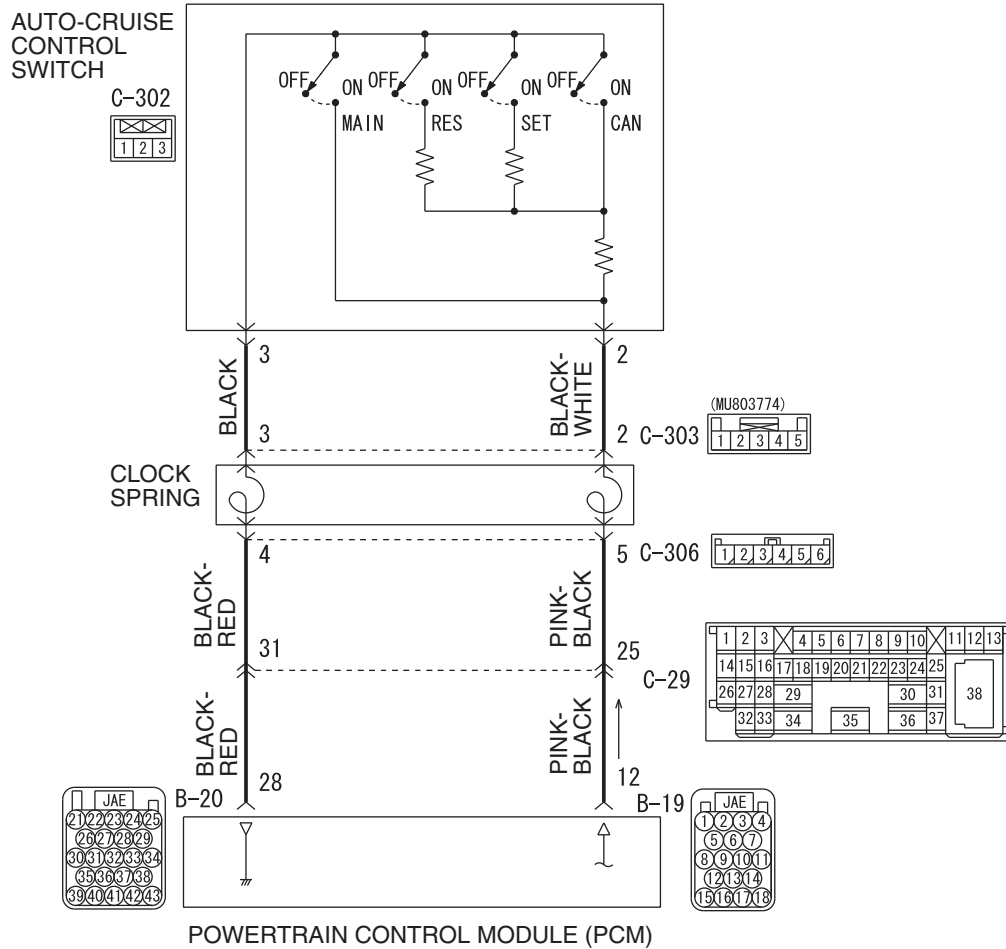 AUTO-CRUISE
CONTROL
SWITCH
C-302
1 2 3
OFF ON OFF ON OFF ON OFF ON
MAIN RES SET CAN
3 2
BLACK
BLACK-
WHITE
3 2 C-303
(MU803774)
1 2 3 4 5
CLOCK
SPRING
4 5 C-306
1 2 3 4 5 6
BLACK-
RED
PINK-
BLACK
31 25
C-29
1 2 3 4 5 6 7 8 9 10 11 12 13
14 15 16 17 18 19 20 21 22 23 24 25
26 27 28 29 30 31 38
32 33 34 35 36 37
BLACK-
RED
PINK-
BLACK
28 12
B-20 B-19
JAE
21 22 23 24 25
26 27 28 29
30 31 32 33 34
35 36 37 38
39 40 41 42 43
JAE
1 2 3 4
5 6 7
8 9 10 11
12 13 14
15 16 17 18
POWERTRAIN CONTROL MODULE (PCM)